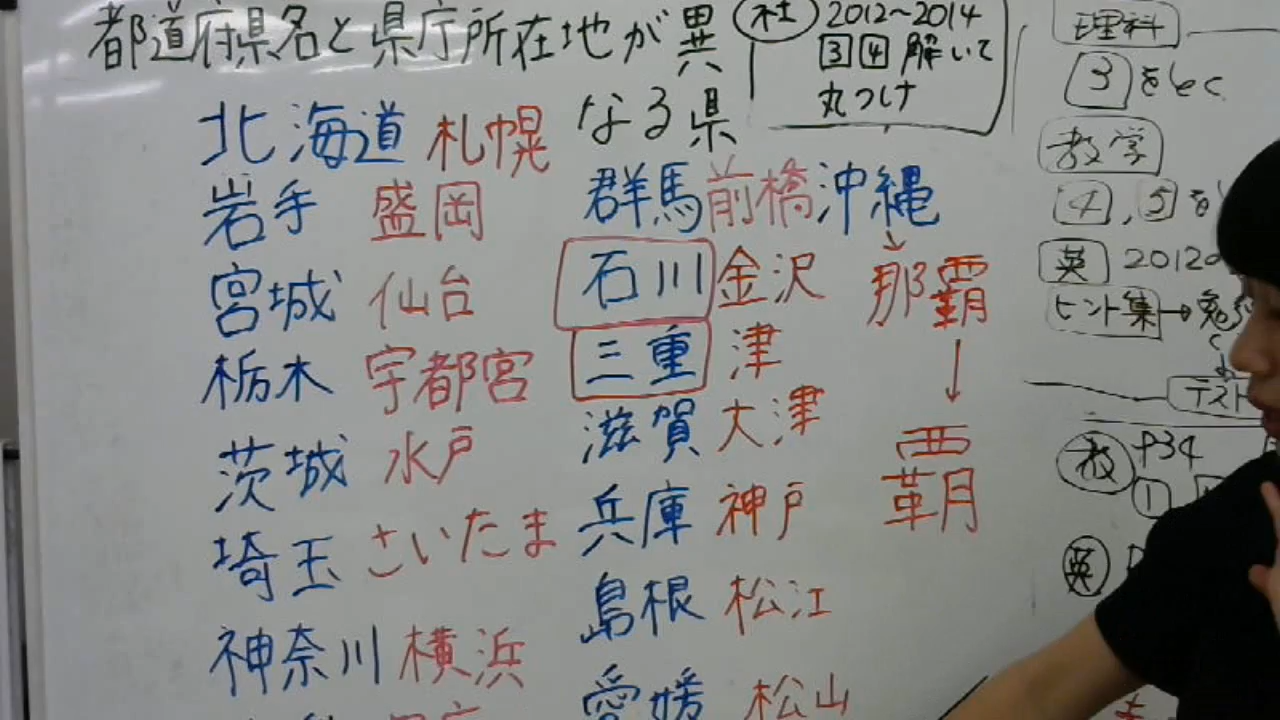 都道府県名と県庁所在地が異
なる県
北海道 札幌
岩手 盛岡
宮城 仙台
栃木 宇都宮
茨城 水戸
埼玉 さいたま
神奈川 横浜
群馬 前橋
石川 金沢
三重 津
滋賀 大津
兵庫 神戸
島根 松江
愛媛 松山
沖縄
那覇
覇
社 2012~2014
3 4 解いて
丸つけ
理科
3をとく
数学
4, 5を
英 2012
ヒント集→
テスト
教 P34
1
英